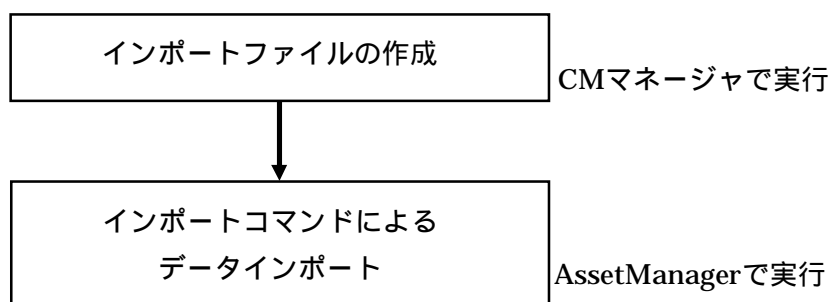 インポートファイルの作成
CMマネージャで実行
インポートコマンドによる
データインポート
AssetManagerで実行